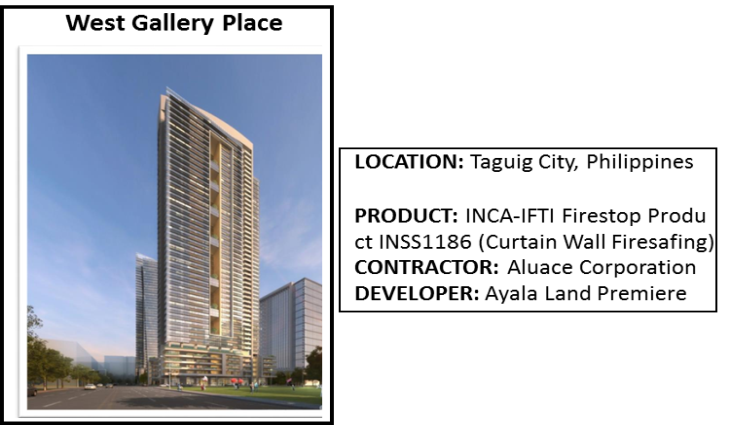 West Gallery Place
LOCATION: Taguig City, Philippines
PRODUCT: INCA-IFTI Firestop Produ
ct INSS1186 (Curtain Wall Firesafing)
CONTRACTOR: Aluace Corporation
DEVELOPER: Ayala Land Premiere